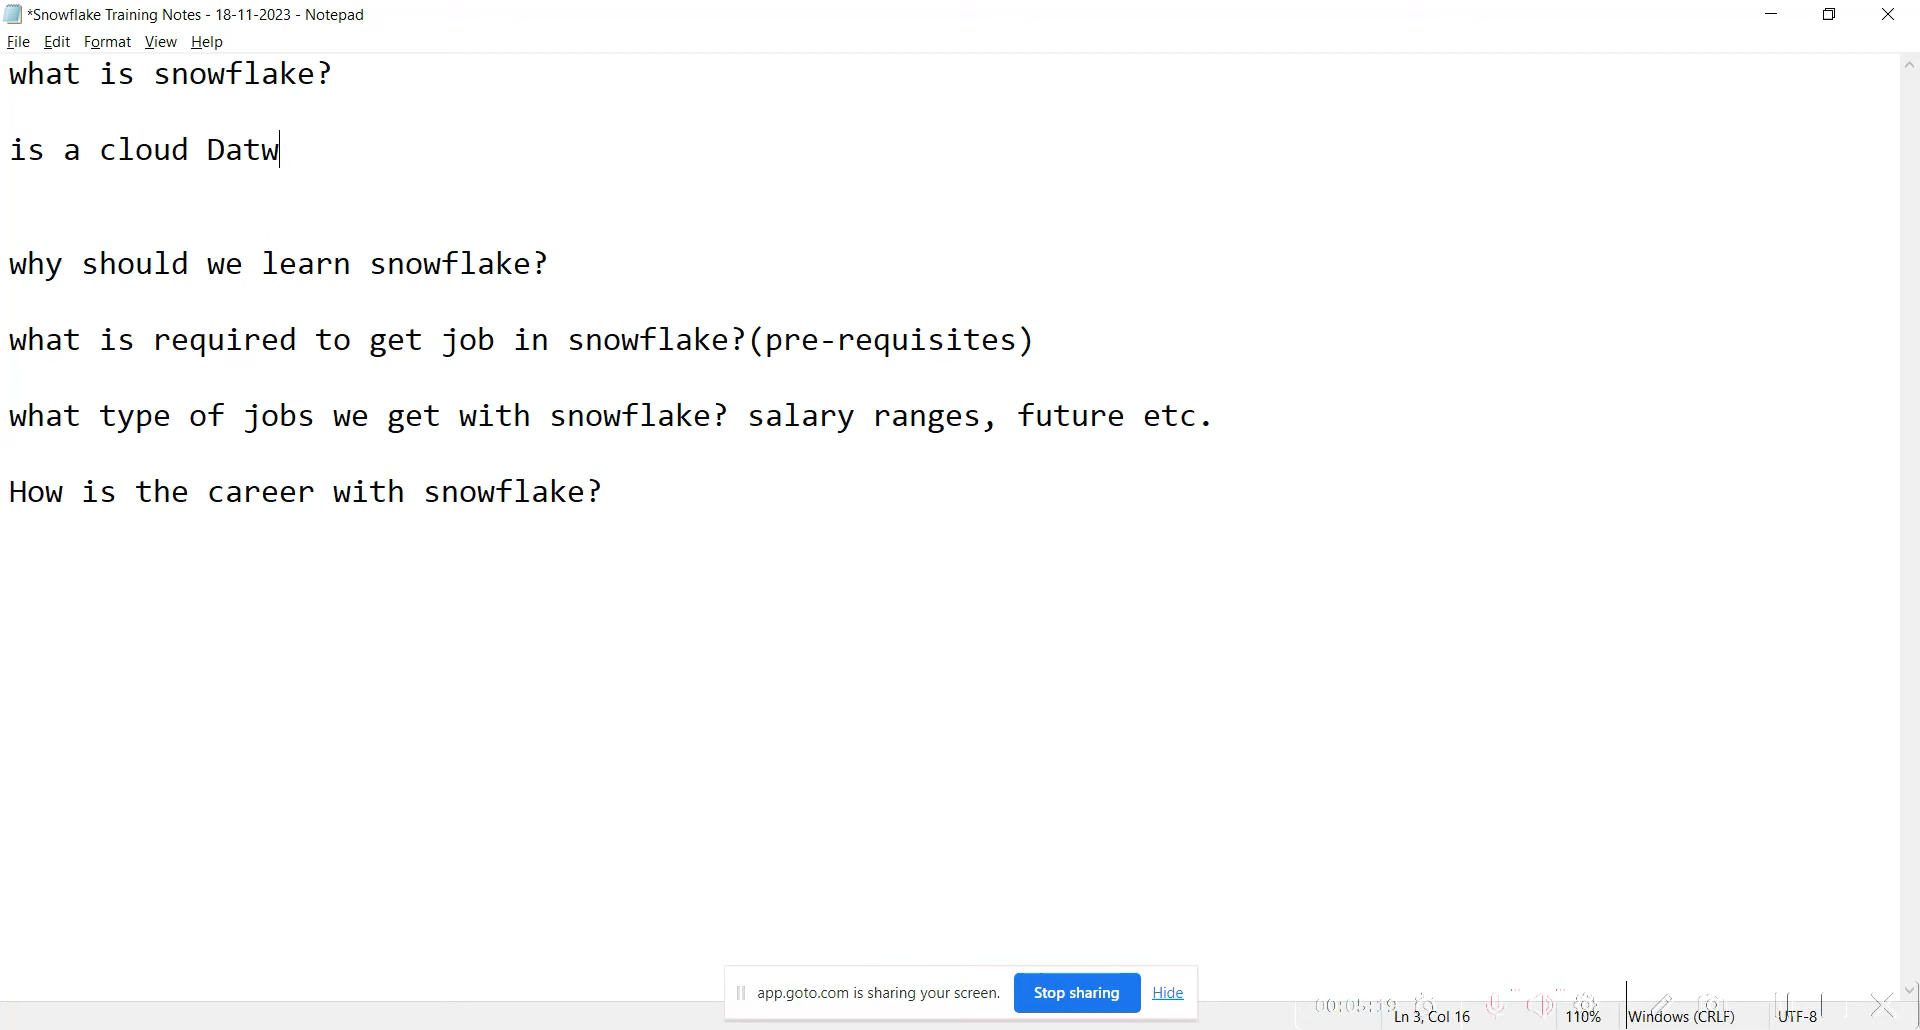 *Snowflake Training Notes - 18-11-2023 - Notepad
File Edit Format View Help
what is snowflake?
is a cloud Datw
why should we learn snowflake?
what is required to get job in snowflake?(pre-requisites)
what type of jobs we get with snowflake? salary ranges, future etc.
How is the career with snowflake?
app.goto.com is sharing your screen. Stop sharing Hide
00:05:19
Ln 3, Col 16 110% Windows (CRLF) UTF-8